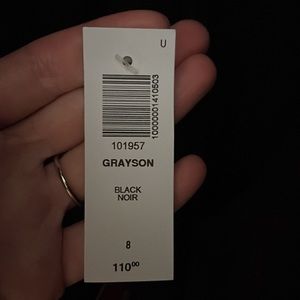 U
10000001410503
101957
GRAYSON
BLACK
NOIR
8
110⁰⁰